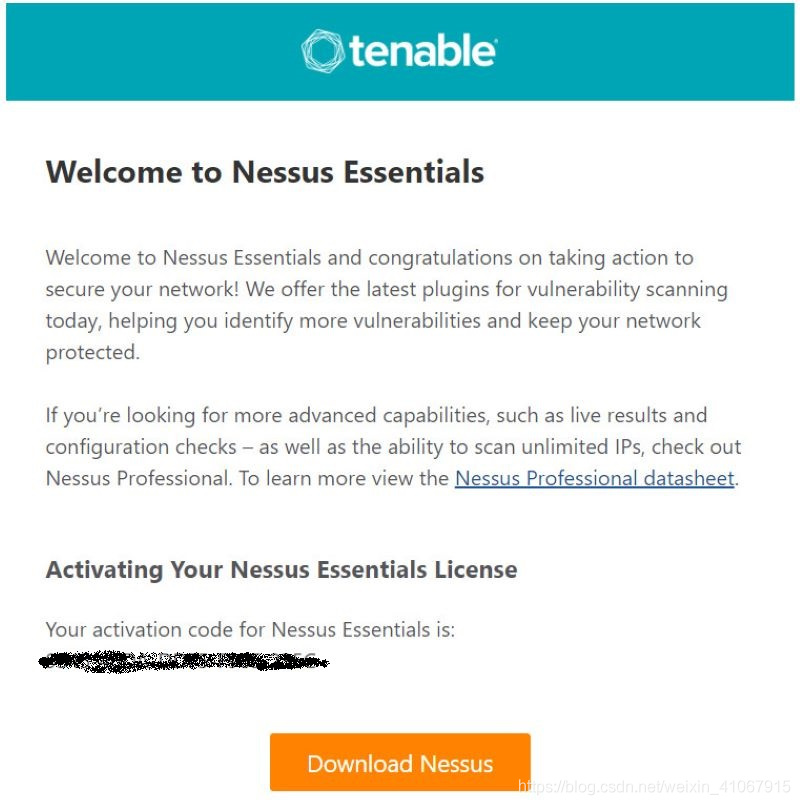 tenable
Welcome to Nessus Essentials
Welcome to Nessus Essentials and congratulations on taking action to
secure your network! We offer the latest plugins for vulnerability scanning
today, helping you identify more vulnerabilities and keep your network
protected.
If you’re looking for more advanced capabilities, such as live results and
configuration checks – as well as the ability to scan unlimited IPs, check out
Nessus Professional. To learn more view the Nessus Professional datasheet.
Activating Your Nessus Essentials License
Your activation code for Nessus Essentials is:
Download Nessus
https://blog.csdn.net/weixin_41067915